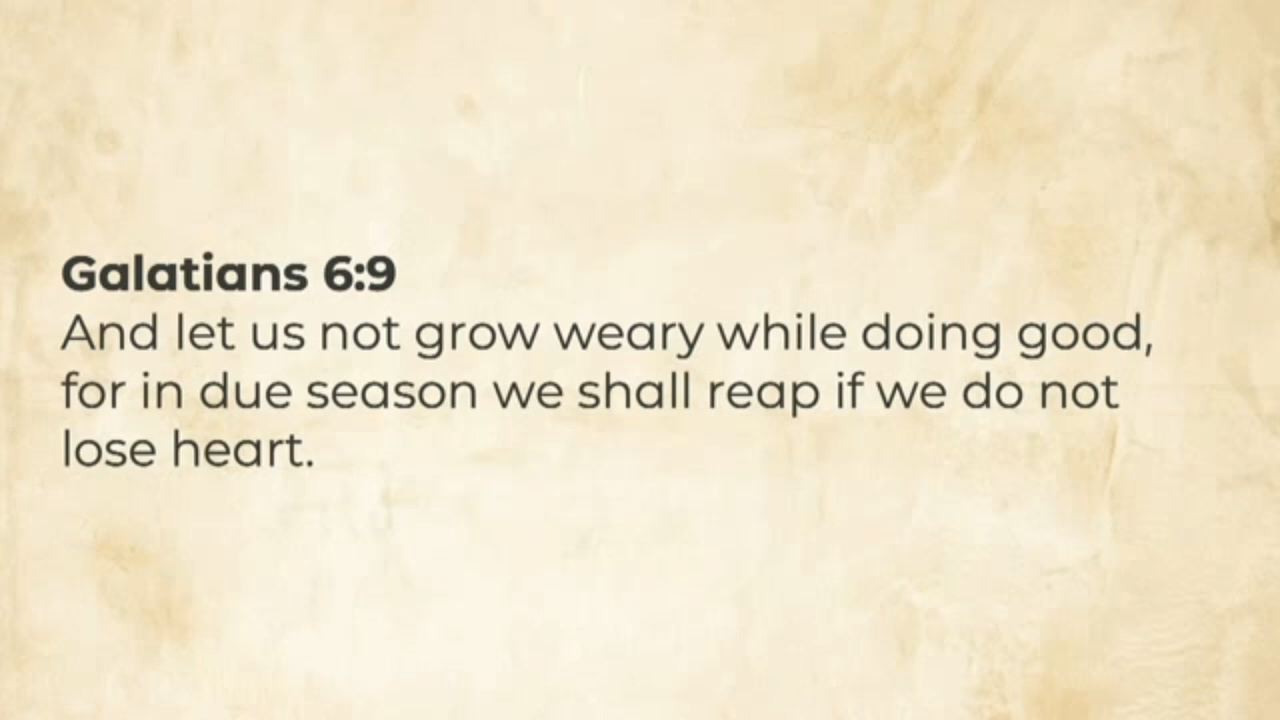 Galatians 6:9
And let us not grow weary while doing good,
for in due season we shall reap if we do not
lose heart.